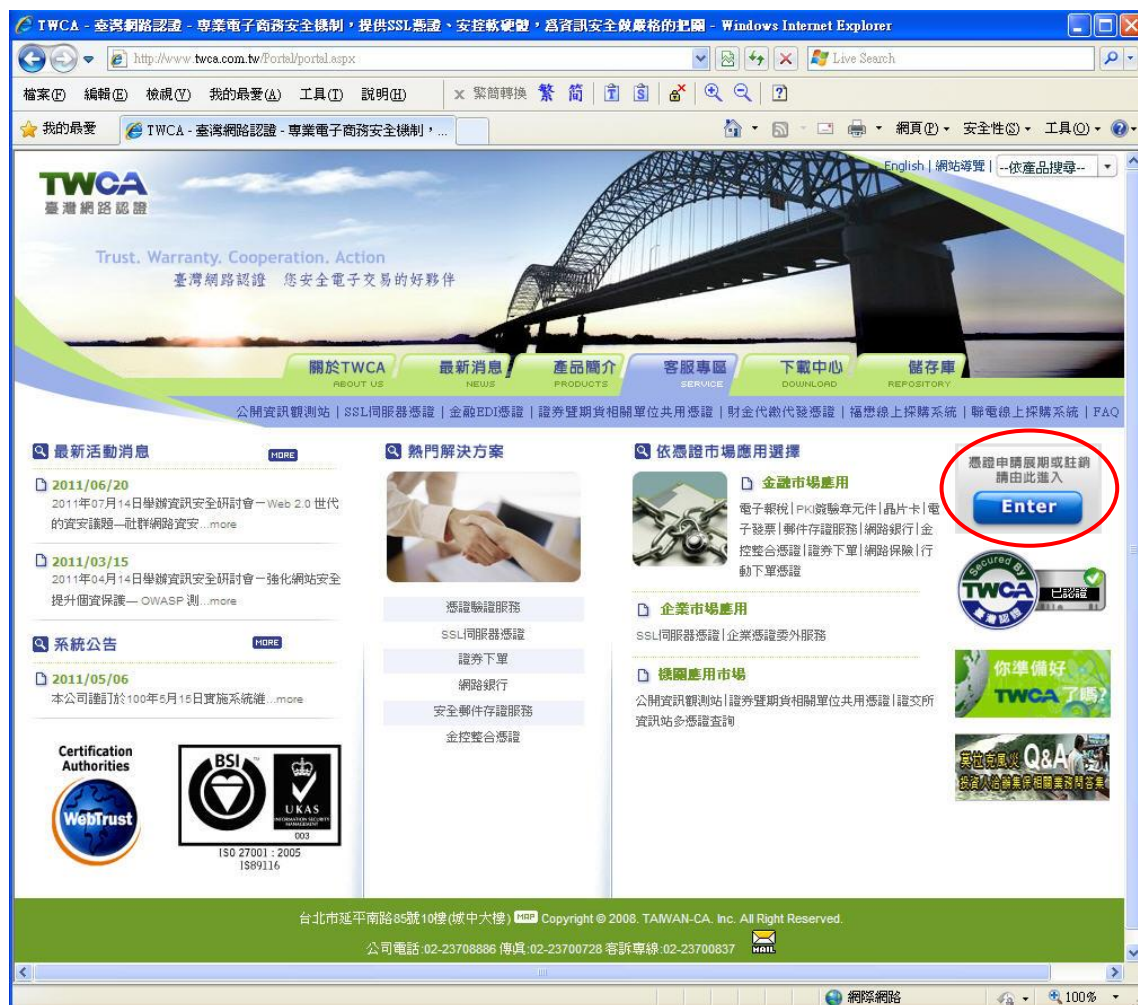 TWCA - 臺灣網路認證 - 專業電子商務安全機制，提供SSL憑證、安控軟硬體，為資訊安全做嚴格的把關 - Windows Internet Explorer
http://www.twca.com.tw/Portal/portal.aspx
Live Search
檔案(F) 編輯(E) 檢視(V) 我的最愛(A) 工具(T) 說明(H) x 繁簡轉換 繁 简
我的最愛 TWCA - 臺灣網路認證 - 專業電子商務安全機制，... 網頁(P) 安全性(S) 工具(O)
English | 網站導覽 | --依產品搜尋--
TWCA
臺灣網路認證
Trust. Warranty. Cooperation. Action
臺灣網路認證 您安全電子交易的好夥伴
關於TWCA 最新消息 產品簡介 客服專區 下載中心 儲存庫
ABOUT US NEWS PRODUCTS SERVICE DOWNLOAD REPOSITORY
公開資訊觀測站 | SSL伺服器憑證 | 金融EDI憑證 | 證券暨期貨相關單位共用憑證 | 財金代繳代發憑證 | 福懋線上採購系統 | 聯電線上採購系統 | FAQ
最新活動消息 MORE
2011/06/20
2011年07月14日舉辦資訊安全研討會－Web 2.0 世代
的資安議題—社群網路資安...more
2011/03/15
2011年04月14日舉辦資訊安全研討會－強化網站安全
提升個資保護— OWASP 測...more
系統公告 MORE
2011/05/06
本公司謹訂於100年5月15日實施系統維...more
Certification
Authorities
WebTrust
BSI
UKAS
INFORMATION SECURITY
MANAGEMENT
003
ISO 27001 : 2005
IS89116
熱門解決方案
憑證驗證服務
SSL伺服器憑證
證券下單
網路銀行
安全郵件存證服務
金控整合憑證
依憑證市場應用選擇
金融市場應用
電子報稅|PKI簽驗章元件|晶片卡|電
子發票|郵件存證服務|網路銀行|金
控整合憑證|證券下單|網路保險|行
動下單憑證
企業市場應用
SSL伺服器憑證|企業憑證委外服務
機關應用市場
公開資訊觀測站|證券暨期貨相關單位共用憑證|證交所
資訊站多憑證查詢
憑證申請展期或註銷
請由此進入
Enter
Secured By
TWCA
臺灣認證
已認證
你準備好
TWCA了嗎?
莫拉克風災 Q&A
投資人洽辦集保相關業務問答集
台北市延平南路85號10樓(城中大樓) MAP Copyright © 2008. TAIWAN-CA. Inc. All Right Reserved.
公司電話:02-23708886 傳真:02-23700728 客訴專線:02-23700837 MAIL
網際網路 100%